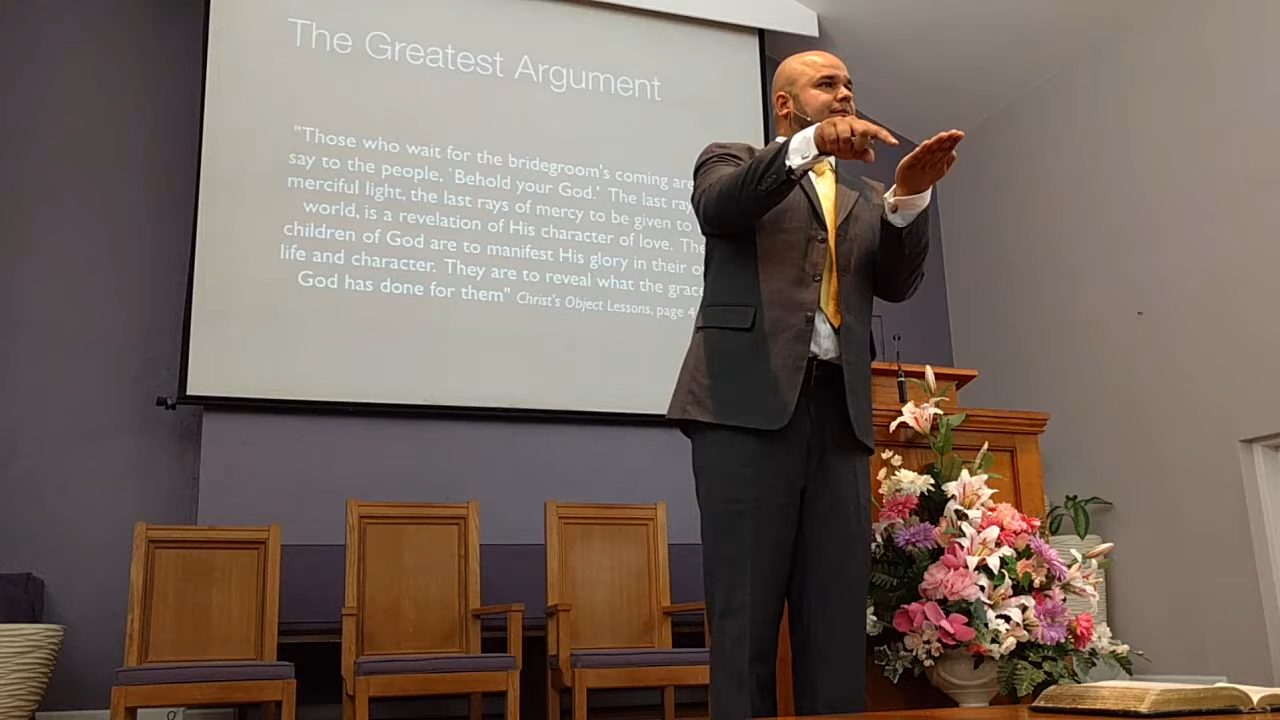 The Greatest Argument
"Those who wait for the bridegroom's coming are
say to the people, `Behold your God.' The last ray
merciful light, the last rays of mercy to be given to
world, is a revelation of His character of love. The
children of God are to manifest His glory in their o
life and character. They are to reveal what the grace
God has done for them" Christ's Object Lessons, page 4